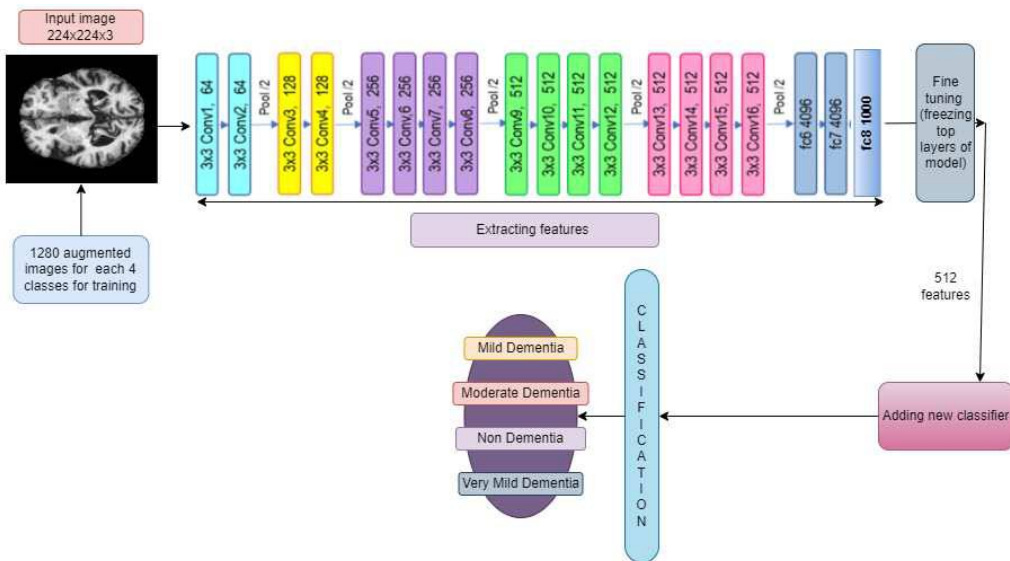 Input image
224x224x3
1280 augmented
images for each 4
classes for training
3x3 Conv1, 64
3x3 Conv2, 64
Pool /2
3x3 Conv3, 128
3x3 Conv4, 128
Pool /2
3x3 Conv5, 256
3x3 Conv,6 256
3x3 Conv7, 256
3x3 Conv8, 256
Pool /2
3x3 Conv9, 512
3x3 Conv10, 512
3x3 Conv11, 512
3x3 Conv12, 512
Pool /2
3x3 Conv13, 512
3x3 Conv14, 512
3x3 Conv15, 512
3x3 Conv16, 512
Pool /2
fc6 4096
fc7 4096
fc8 1000
Extracting features
Fine
tuning
(freezing
top
layers of
model)
512
features
Adding new classifier
CLASSIFICATION
Mild Dementia
Moderate Dementia
Non Dementia
Very Mild Dementia